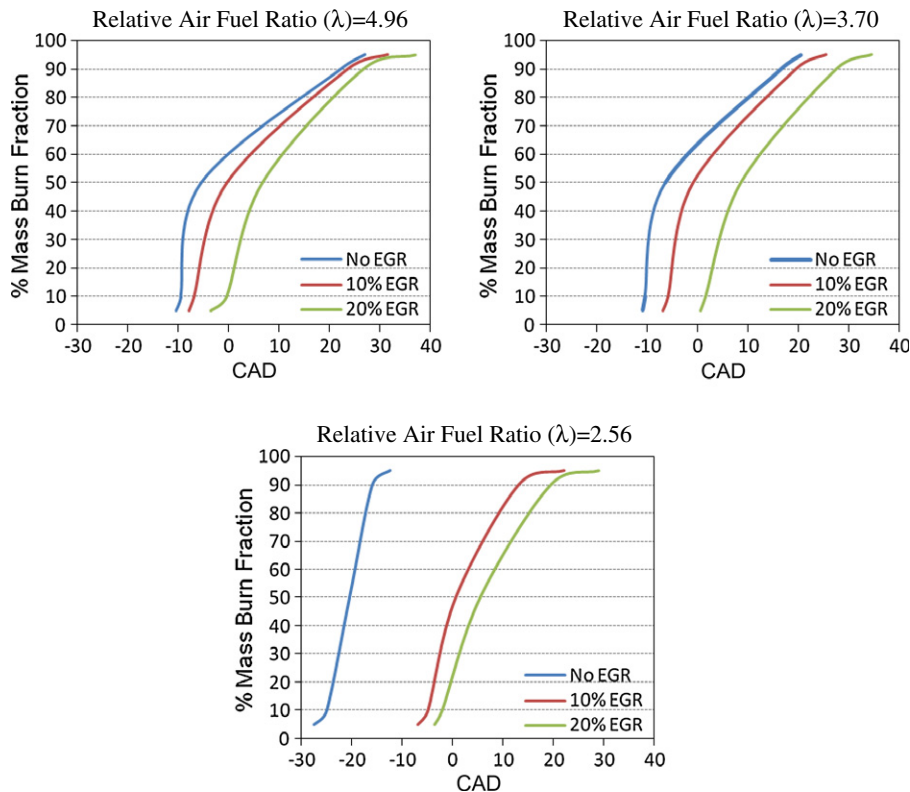 Relative Air Fuel Ratio (λ)=4.96
% Mass Burn Fraction
100
90
80
70
60
50
40
30
20
10
0
No EGR
10% EGR
20% EGR
-30 -20 -10 0 10 20 30 40
CAD
Relative Air Fuel Ratio (λ)=3.70
% Mass Burn Fraction
100
90
80
70
60
50
40
30
20
10
0
No EGR
10% EGR
20% EGR
-30 -20 -10 0 10 20 30 40
CAD
Relative Air Fuel Ratio (λ)=2.56
% Mass Burn Fraction
100
90
80
70
60
50
40
30
20
10
0
No EGR
10% EGR
20% EGR
-30 -20 -10 0 10 20 30 40
CAD